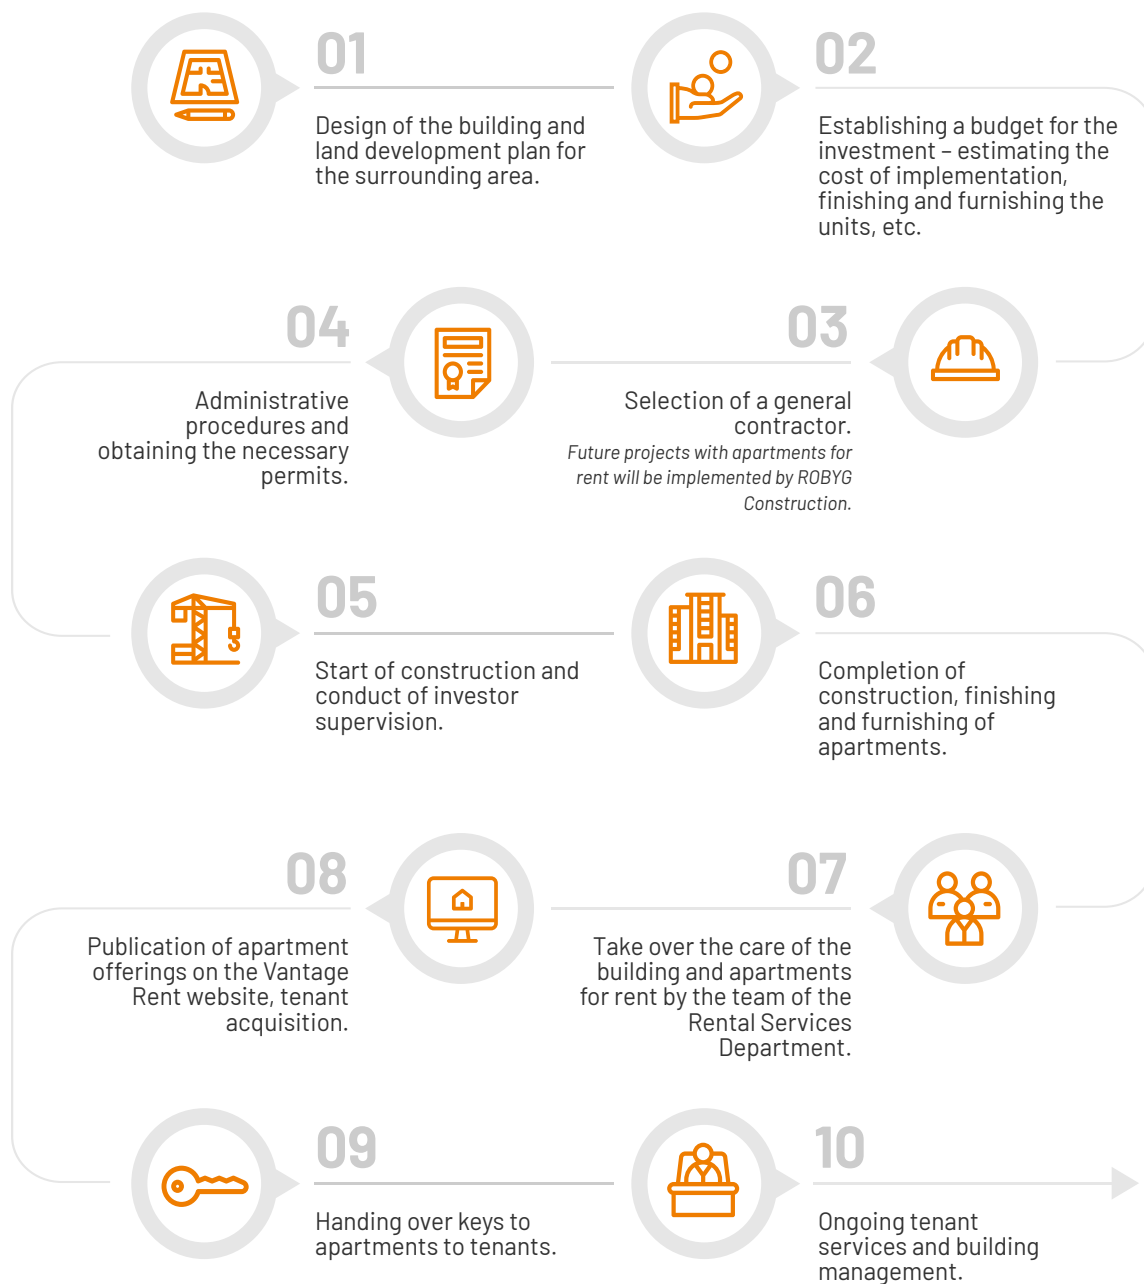 01
Design of the building and
land development plan for
the surrounding area.
02
Establishing a budget for the
investment – estimating the
cost of implementation,
finishing and furnishing the
units, etc.
03
Selection of a general
contractor.
Future projects with apartments for
rent will be implemented by ROBYG
Construction.
04
Administrative
procedures and
obtaining the necessary
permits.
05
Start of construction and
conduct of investor
supervision.
06
Completion of
construction, finishing
and furnishing of
apartments.
07
Take over the care of the
building and apartments
for rent by the team of the
Rental Services
Department.
08
Publication of apartment
offerings on the Vantage
Rent website, tenant
acquisition.
09
Handing over keys to
apartments to tenants.
10
Ongoing tenant
services and building
management.